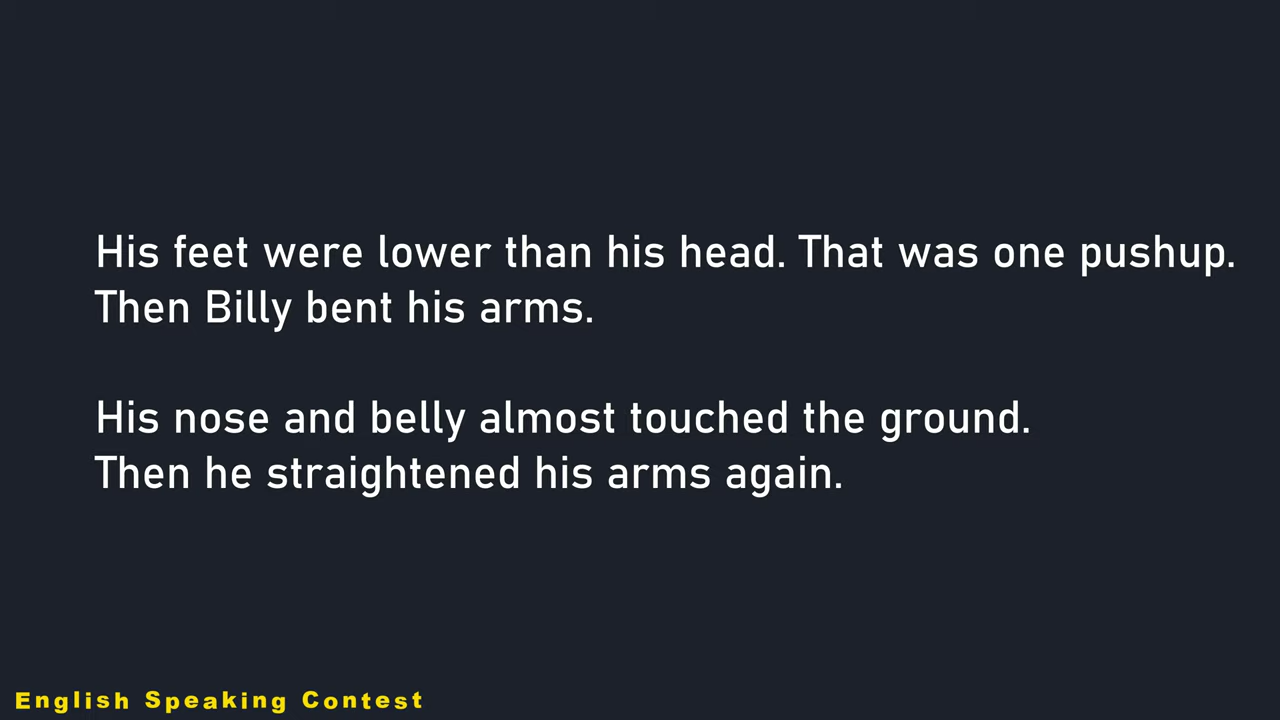 His feet were lower than his head. That was one pushup.
Then Billy bent his arms.
His nose and belly almost touched the ground.
Then he straightened his arms again.
English Speaking Contest